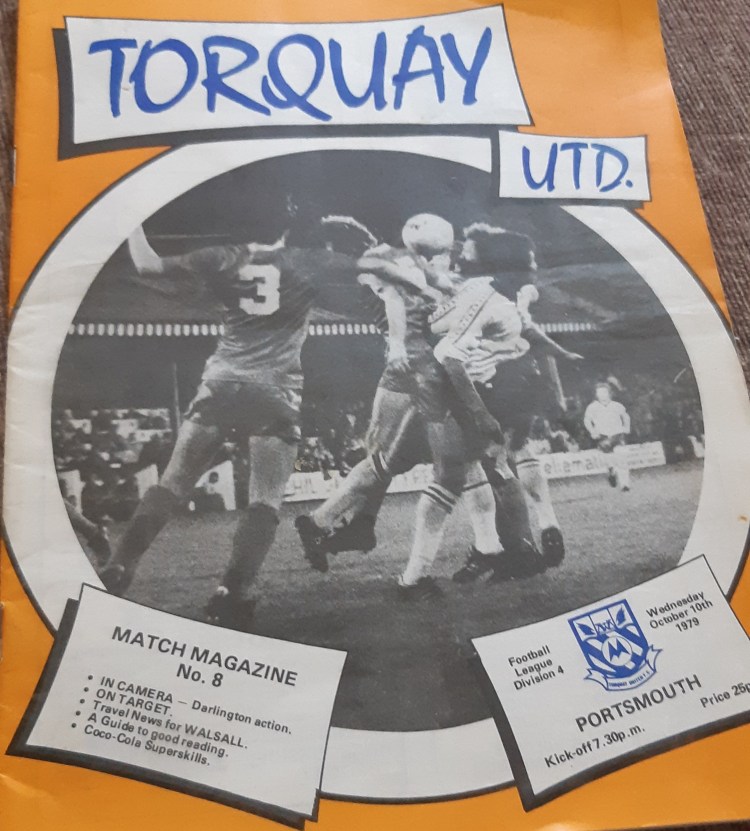 TORQUAY
UTD.
3
MATCH MAGAZINE
No. 8
• IN CAMERA — Darlington action.
• ON TARGET.
• Travel News for WALSALL.
• A Guide to good reading.
• Coco-Cola Superskills.
Football
League
Division 4
Wednesday
October 10th
1979
PORTSMOUTH
Kick-off 7.30p.m.
Price 25p